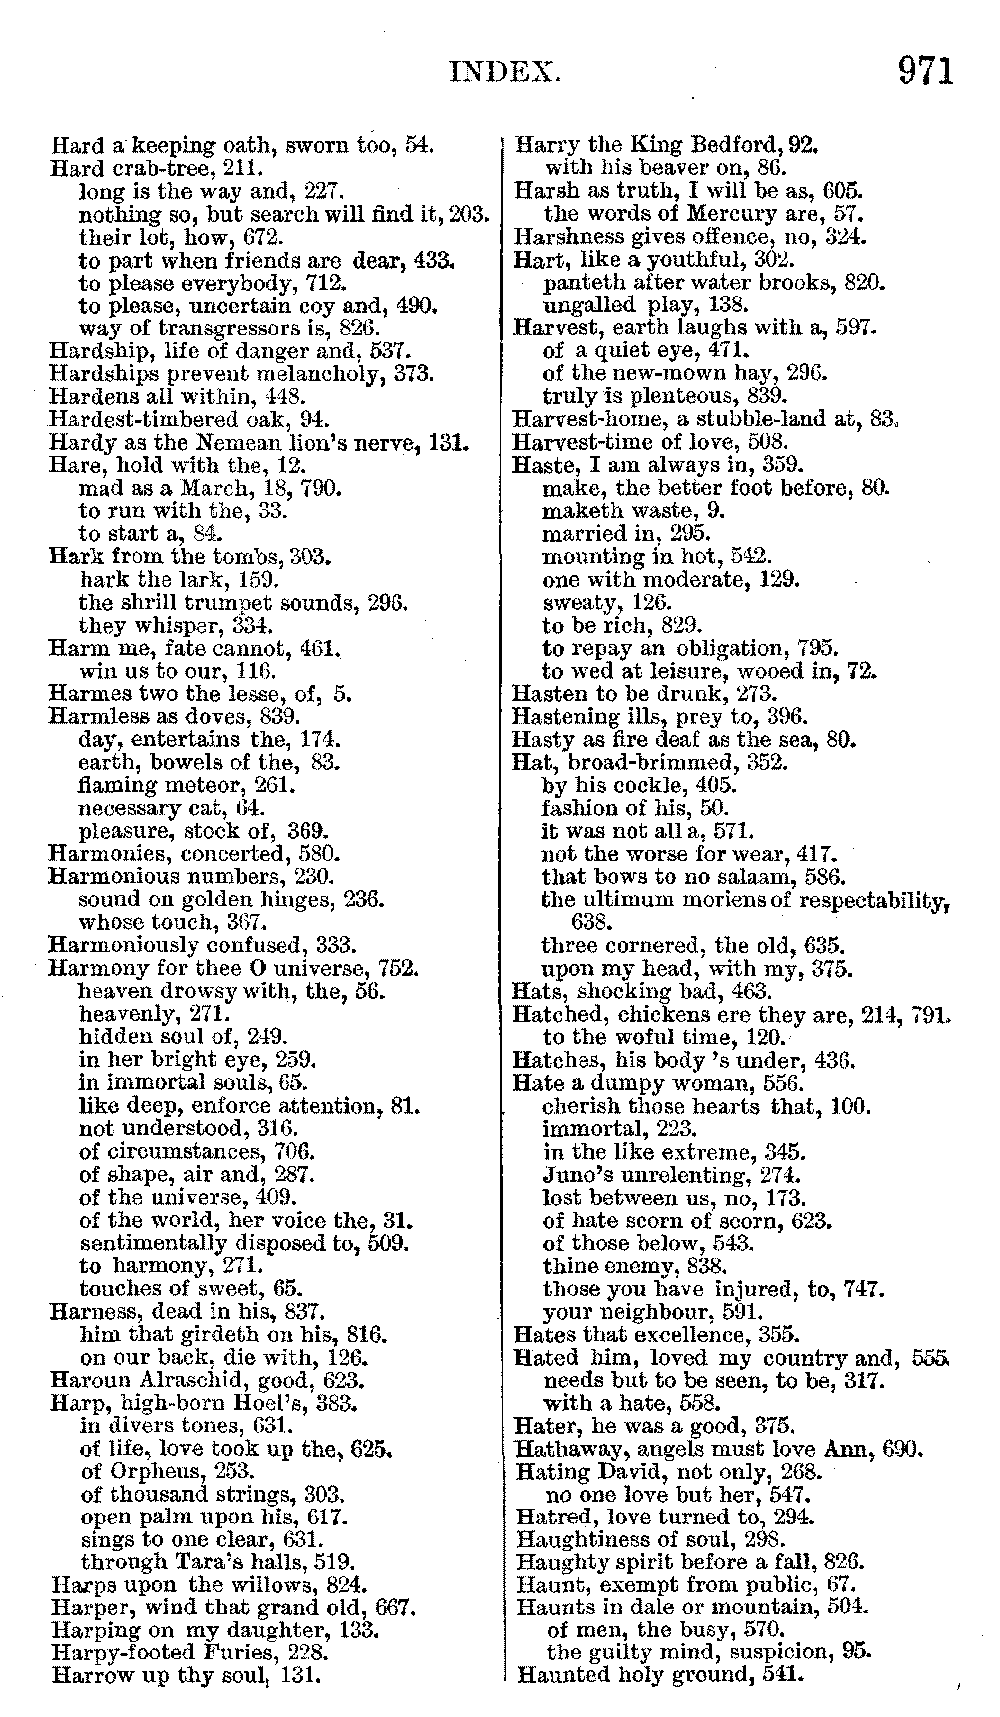 INDEX. 971
Hard a keeping oath, sworn too, 54.
Hard crab-tree, 211.
long is the way and, 227.
nothing so, but search will find it, 203.
their lot, how, 672.
to part when friends are dear, 433.
to please everybody, 712.
to please, uncertain coy and, 490.
way of transgressors is, 826.
Hardship, life of danger and, 537.
Hardships prevent melancholy, 373.
Hardens all within, 448.
Hardest-timbered oak, 94.
Hardy as the Nemean lion's nerve, 131.
Hare, hold with the, 12.
mad as a March, 18, 790.
to run with the, 33.
to start a, 84.
Hark from the tombs, 303.
hark the lark, 159.
the shrill trumpet sounds, 296.
they whisper, 334.
Harm me, fate cannot, 461.
win us to our, 116.
Harmes two the lesse, of, 5.
Harmless as doves, 839.
day, entertains the, 174.
earth, bowels of the, 83.
flaming meteor, 261.
necessary cat, 64.
pleasure, stock of, 369.
Harmonies, concerted, 580.
Harmonious numbers, 230.
sound on golden hinges, 236.
whose touch, 367.
Harmoniously confused, 333.
Harmony for thee O universe, 752.
heaven drowsy with, the, 56.
heavenly, 271.
hidden soul of, 249.
in her bright eye, 259.
in immortal souls, 65.
like deep, enforce attention, 81.
not understood, 316.
of circumstances, 706.
of shape, air and, 287.
of the universe, 409.
of the world, her voice the, 31.
sentimentally disposed to, 509.
to harmony, 271.
touches of sweet, 65.
Harness, dead in his, 837.
him that girdeth on his, 816.
on our back, die with, 126.
Haroun Alraschid, good, 623.
Harp, high-born Hoel's, 383.
in divers tones, 631.
of life, love took up the, 625.
of Orpheus, 253.
of thousand strings, 303.
open palm upon his, 617.
sings to one clear, 631.
through Tara's halls, 519.
Harps upon the willows, 824.
Harper, wind that grand old, 667.
Harping on my daughter, 133.
Harpy-footed Furies, 228.
Harrow up thy soul, 131.
Harry the King Bedford, 92.
with his beaver on, 86.
Harsh as truth, I will be as, 605.
the words of Mercury are, 57.
Harshness gives offence, no, 324.
Hart, like a youthful, 302.
panteth after water brooks, 820.
ungalled play, 138.
Harvest, earth laughs with a, 597.
of a quiet eye, 471.
of the new-mown hay, 296.
truly is plenteous, 839.
Harvest-home, a stubble-land at, 83.
Harvest-time of love, 508.
Haste, I am always in, 359.
make, the better foot before, 80.
maketh waste, 9.
married in, 295.
mounting in hot, 542.
one with moderate, 129.
sweaty, 126.
to be rich, 829.
to repay an obligation, 795.
to wed at leisure, wooed in, 72.
Hasten to be drunk, 273.
Hastening ills, prey to, 396.
Hasty as fire deaf as the sea, 80.
Hat, broad-brimmed, 352.
by his cockle, 405.
fashion of his, 50.
it was not all a, 571.
not the worse for wear, 417.
that bows to no salaam, 586.
the ultimum moriens of respectability,
638.
three cornered, the old, 635.
upon my head, with my, 375.
Hats, shocking bad, 463.
Hatched, chickens ere they are, 214, 791.
to the woful time, 120.
Hatches, his body 's under, 436.
Hate a dumpy woman, 556.
cherish those hearts that, 100.
immortal, 223.
in the like extreme, 345.
Juno's unrelenting, 274.
lost between us, no, 173.
of hate scorn of scorn, 623.
of those below, 543.
thine enemy, 838.
those you have injured, to, 747.
your neighbour, 591.
Hates that excellence, 355.
Hated him, loved my country and, 555.
needs but to be seen, to be, 317.
with a hate, 558.
Hater, he was a good, 375.
Hathaway, angels must love Ann, 690.
Hating David, not only, 268.
no one love but her, 547.
Hatred, love turned to, 294.
Haughtiness of soul, 298.
Haughty spirit before a fall, 826.
Haunt, exempt from public, 67.
Haunts in dale or mountain, 504.
of men, the busy, 570.
the guilty mind, suspicion, 95.
Haunted holy ground, 541.